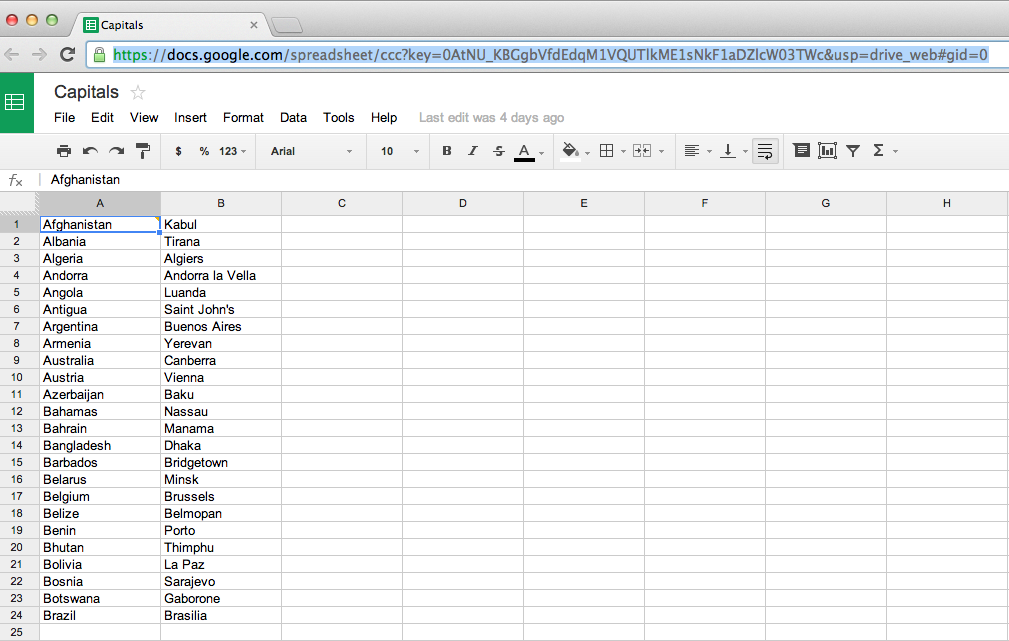 Capitals
https://docs.google.com/spreadsheet/ccc?key=0AtNU_KBGgbVfdEdqM1VQUTlkME1sNkF1aDZlcW03TWc&usp=drive_web#gid=0
Capitals
File Edit View Insert Format Data Tools Help Last edit was 4 days ago
$ % 123 Arial 10 B I S A Σ
fx Afghanistan
A B C D E F G H
1 Afghanistan Kabul
2 Albania Tirana
3 Algeria Algiers
4 Andorra Andorra la Vella
5 Angola Luanda
6 Antigua Saint John's
7 Argentina Buenos Aires
8 Armenia Yerevan
9 Australia Canberra
10 Austria Vienna
11 Azerbaijan Baku
12 Bahamas Nassau
13 Bahrain Manama
14 Bangladesh Dhaka
15 Barbados Bridgetown
16 Belarus Minsk
17 Belgium Brussels
18 Belize Belmopan
19 Benin Porto
20 Bhutan Thimphu
21 Bolivia La Paz
22 Bosnia Sarajevo
23 Botswana Gaborone
24 Brazil Brasilia
25